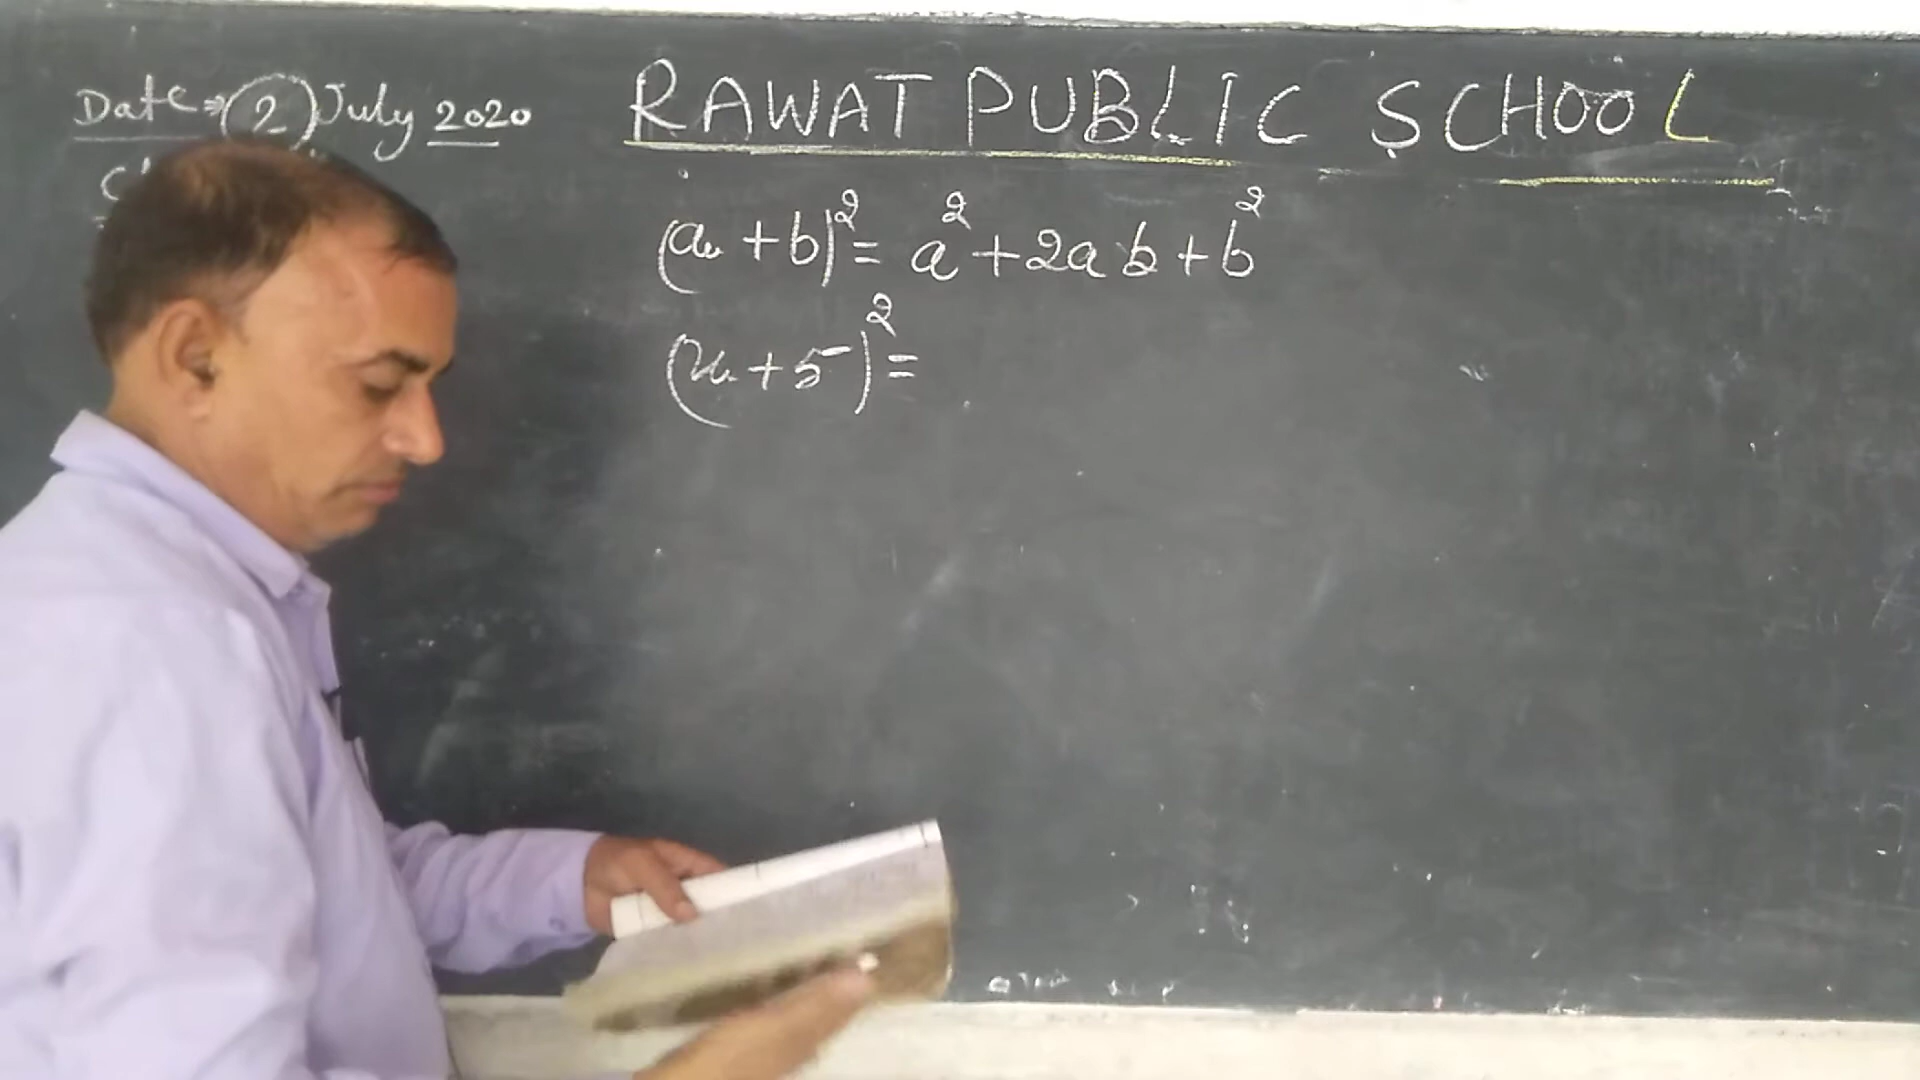 Date⇒ 2 July 2020
RAWAT PUBLIC SCHOOL
(a + b)² = a² + 2ab + b²
(x + 5)² =